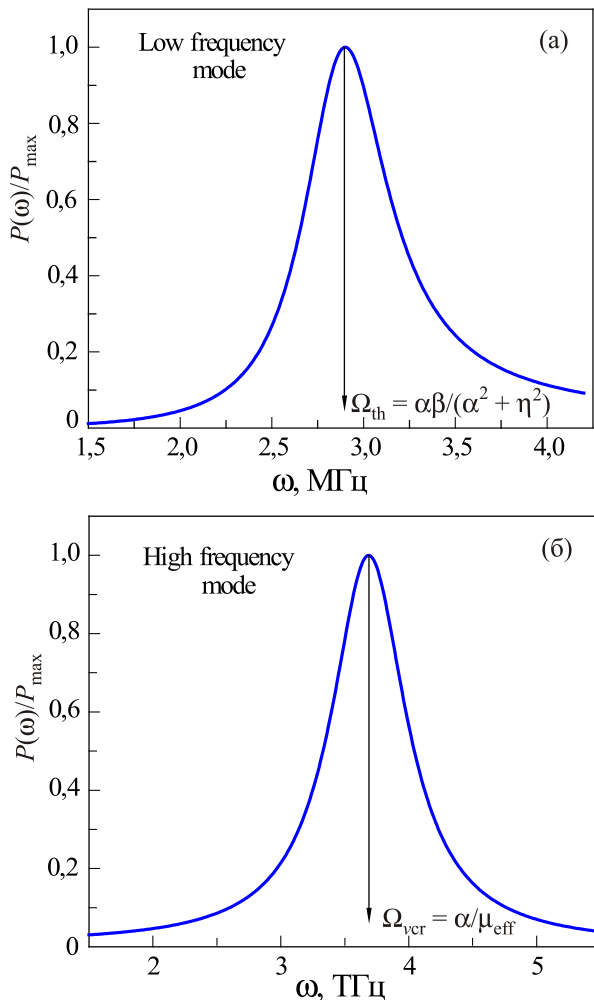 (а)
Low frequency
mode
1,0
0,8
0,6
0,4
0,2
0
P(ω)/Pmax
Ωth = αβ/(α² + η²)
1,5 2,0 2,5 3,0 3,5 4,0
ω, МГц
(б)
High frequency
mode
1,0
0,8
1,0
0,4
0,2
0
P(ω)/Pmax
Ωvcr = α/μeff
2 3 4 5
ω, ТГц